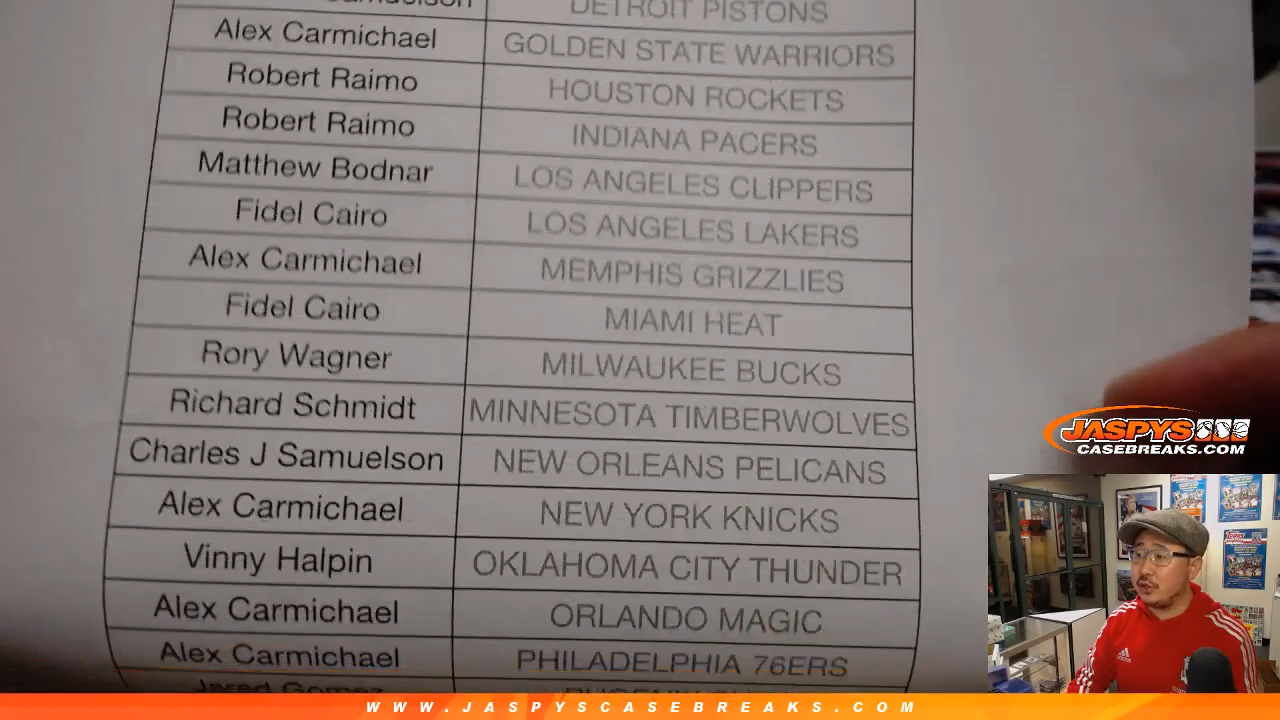 Samuelson DETROIT PISTONS
Alex Carmichael GOLDEN STATE WARRIORS
Robert Raimo HOUSTON ROCKETS
Robert Raimo INDIANA PACERS
Matthew Bodnar LOS ANGELES CLIPPERS
Fidel Cairo LOS ANGELES LAKERS
Alex Carmichael MEMPHIS GRIZZLIES
Fidel Cairo MIAMI HEAT
Rory Wagner MILWAUKEE BUCKS
Richard Schmidt MINNESOTA TIMBERWOLVES
Charles J Samuelson NEW ORLEANS PELICANS
Alex Carmichael NEW YORK KNICKS
Vinny Halpin OKLAHOMA CITY THUNDER
Alex Carmichael ORLANDO MAGIC
Alex Carmichael PHILADELPHIA 76ERS
Jared Gomez
JASPYS
CASEBREAKS.COM
WWW.JASPYSCASEBREAKS.COM